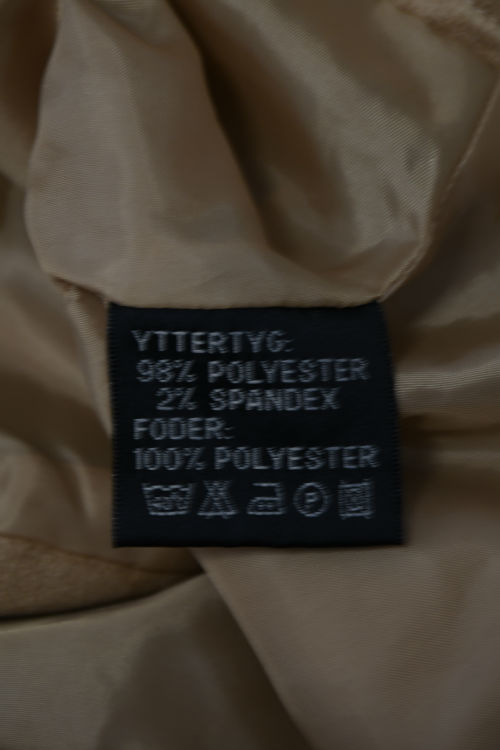 YTTERTYG:
98% POLYESTER
2% SPANDEX
FODER:
100% POLYESTER
P